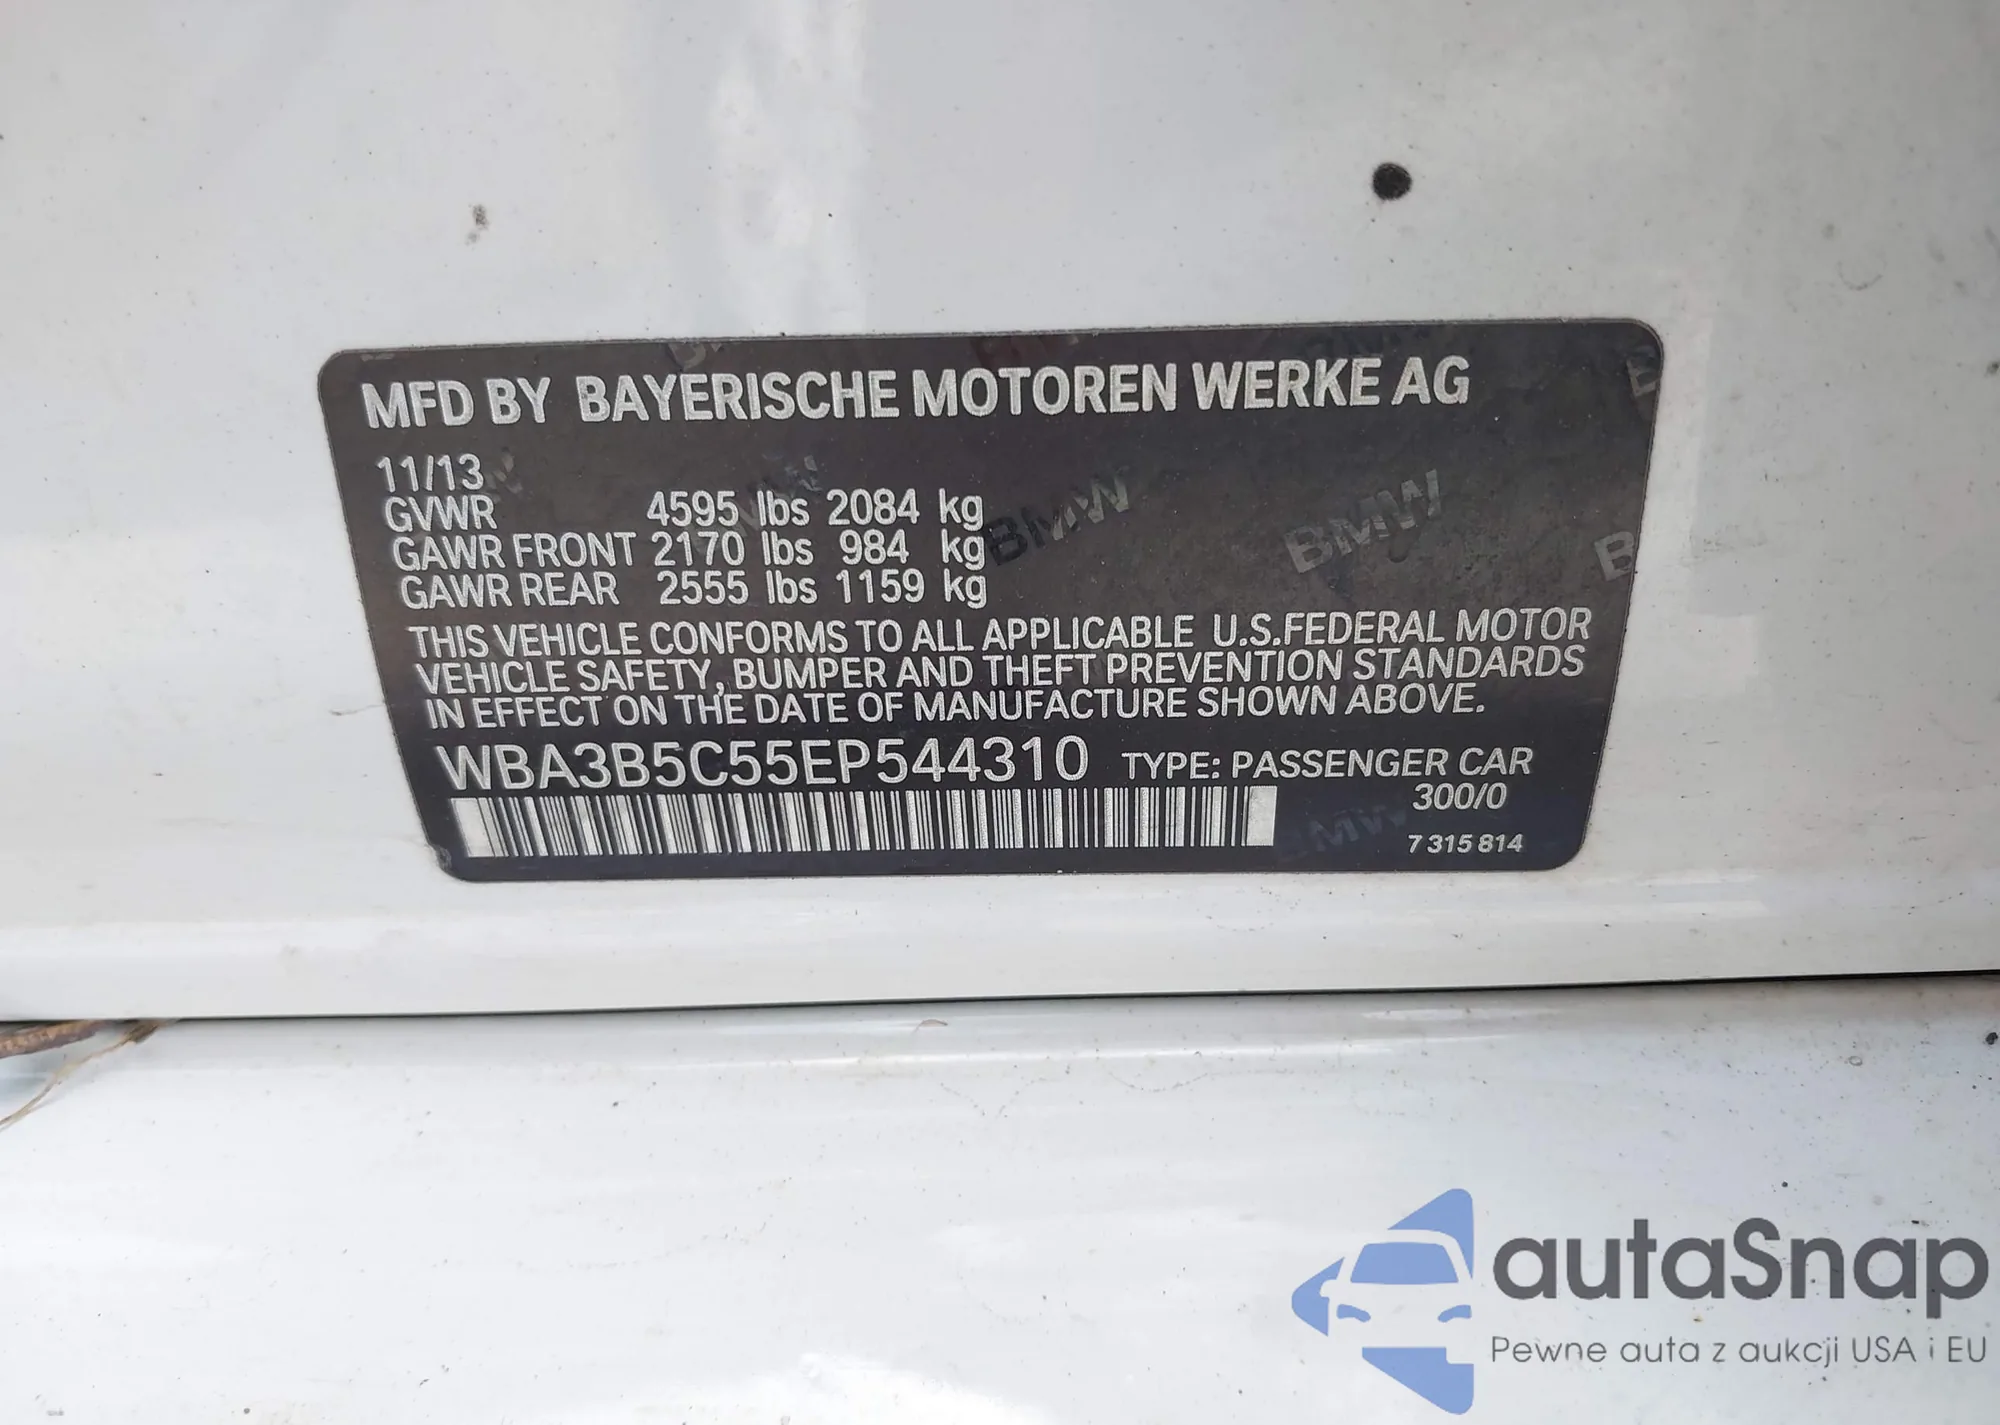 MFD BY BAYERISCHE MOTOREN WERKE AG
11/13
GVWR 4595 lbs 2084 kg
GAWR FRONT 2170 lbs 984 kg
GAWR REAR 2555 lbs 1159 kg
THIS VEHICLE CONFORMS TO ALL APPLICABLE U.S.FEDERAL MOTOR
VEHICLE SAFETY, BUMPER AND THEFT PREVENTION STANDARDS
IN EFFECT ON THE DATE OF MANUFACTURE SHOWN ABOVE.
WBA3B5C55EP544310 TYPE: PASSENGER CAR
300/0
7 315 814
BMW BMW
BMW
autaSnap
Pewne auta z aukcji USA i EU